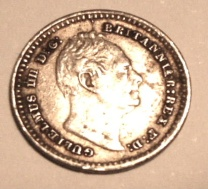 GULIELMUS IIII D: G: BRITANNIAR: REX F: D: